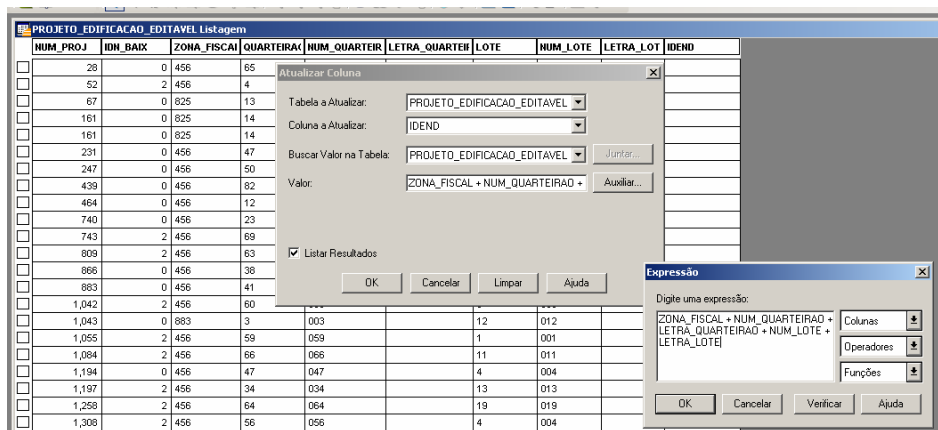 PROJETO_EDIFICACAO_EDITAVEL Listagem
NUM_PROJ IDN_BAIX ZONA_FISCAI QUARTEIRA( NUM_QUARTEIR LETRA_QUARTEIF LOTE NUM_LOTE LETRA_LOT IDEND
28 0 456 65
52 2 456 4
67 0 825 13
161 0 825 14
161 0 825 14
231 0 456 47
247 0 456 50
439 0 456 82
464 0 456 12
740 0 456 23
743 2 456 69
809 2 456 63
866 0 456 38
883 0 456 41
1,042 2 456 60
1,043 0 883 3 003 12 012
1,055 2 456 59 059 1 001
1,084 2 456 66 066 11 011
1,194 0 456 47 047 4 004
1,197 2 456 34 034 13 013
1,258 2 456 64 064 19 019
1,308 2 456 56 056 4 004
Atualizar Coluna
Tabela a Atualizar: PROJETO_EDIFICACAO_EDITAVEL
Coluna a Atualizar: IDEND
Buscar Valor na Tabela: PROJETO_EDIFICACAO_EDITAVEL Juntar...
Valor: ZONA_FISCAL + NUM_QUARTEIRAO + Auxiliar...
Listar Resultados
OK Cancelar Limpar Ajuda
Expressão
Digite uma expressão:
ZONA_FISCAL + NUM_QUARTEIRAO +
LETRA_QUARTEIRAO + NUM_LOTE +
LETRA_LOTE
Colunas
Operadores
Funções
OK Cancelar Verificar Ajuda